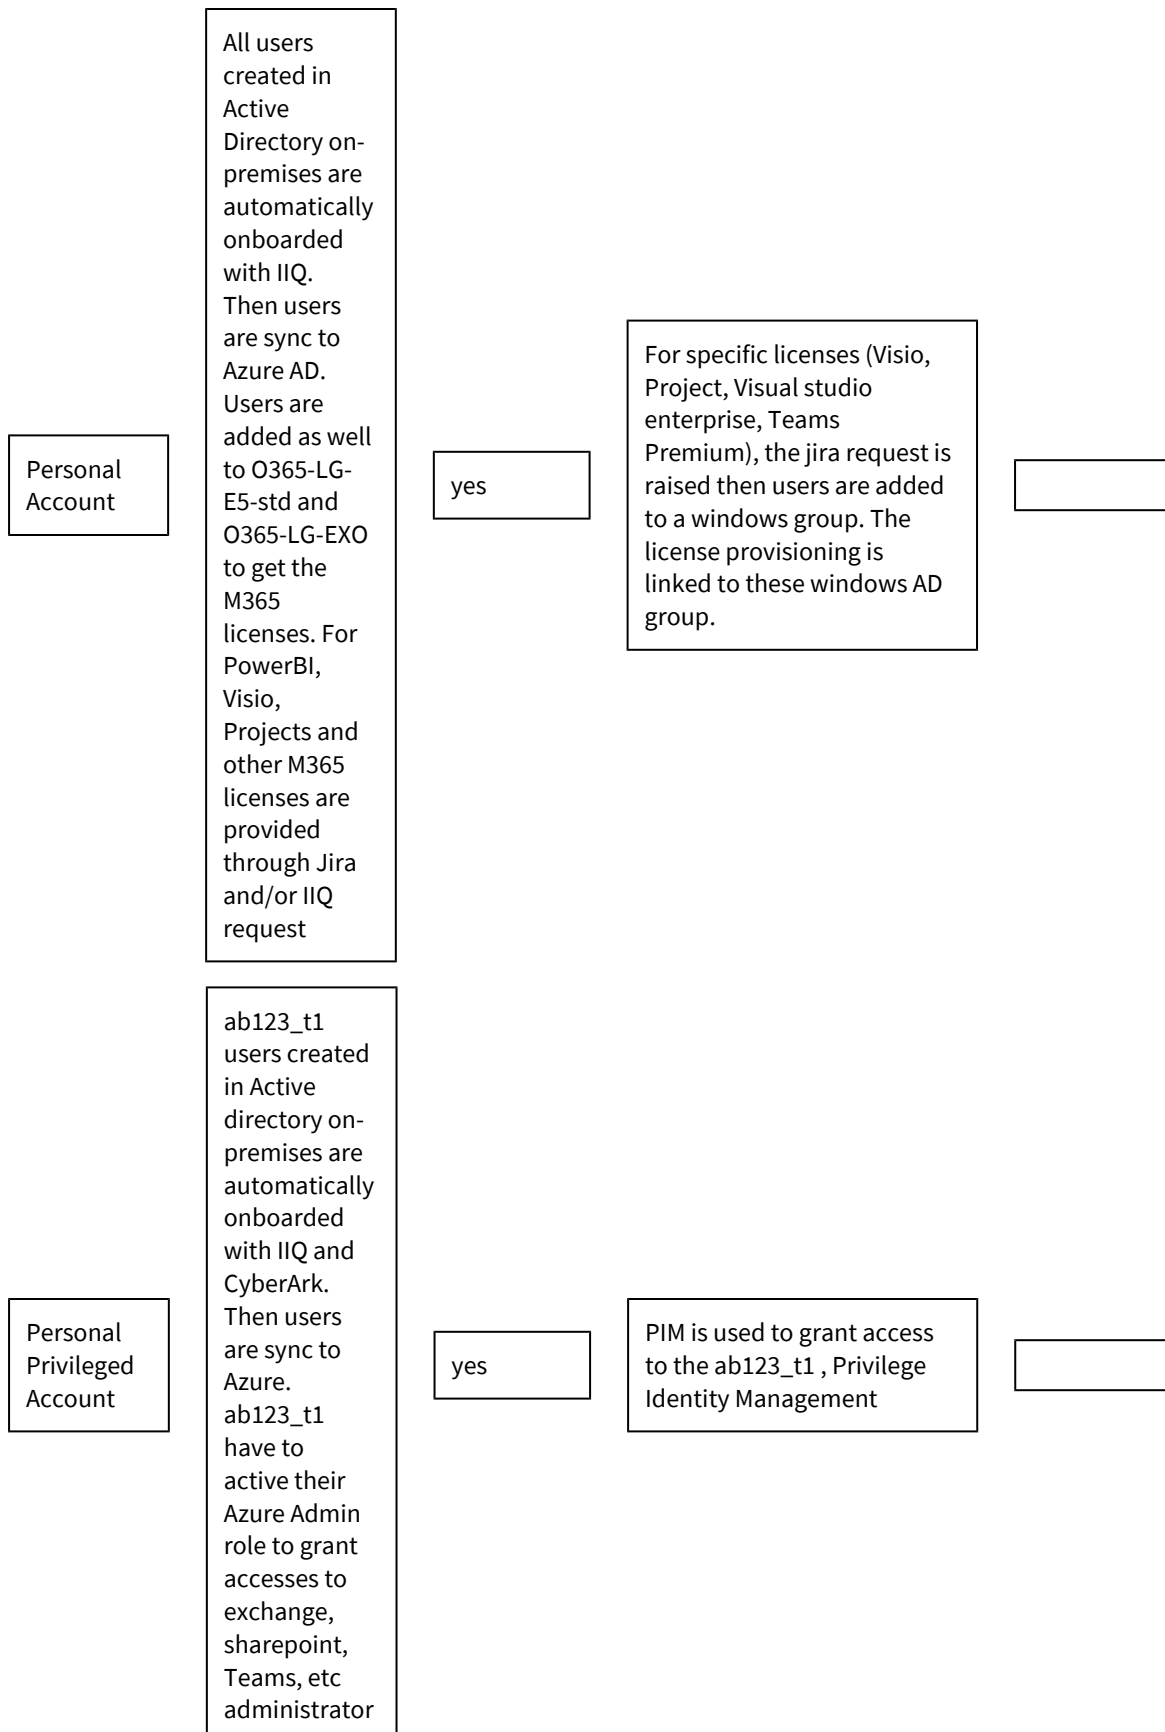 Personal
Account
All users
created in
Active
Directory on-
premises are
automatically
onboarded
with IIQ.
Then users
are sync to
Azure AD.
Users are
added as well
to O365-LG-
E5-std and
O365-LG-EXO
to get the
M365
licenses. For
PowerBI,
Visio,
Projects and
other M365
licenses are
provided
through Jira
and/or IIQ
request
yes
For specific licenses (Visio,
Project, Visual studio
enterprise, Teams
Premium), the jira request is
raised then users are added
to a windows group. The
license provisioning is
linked to these windows AD
group.
Personal
Privileged
Account
ab123_t1
users created
in Active
directory on-
premises are
automatically
onboarded
with IIQ and
CyberArk.
Then users
are sync to
Azure.
ab123_t1
have to
active their
Azure Admin
role to grant
accesses to
exchange,
sharepoint,
Teams, etc
administrator
yes
PIM is used to grant access
to the ab123_t1 , Privilege
Identity Management